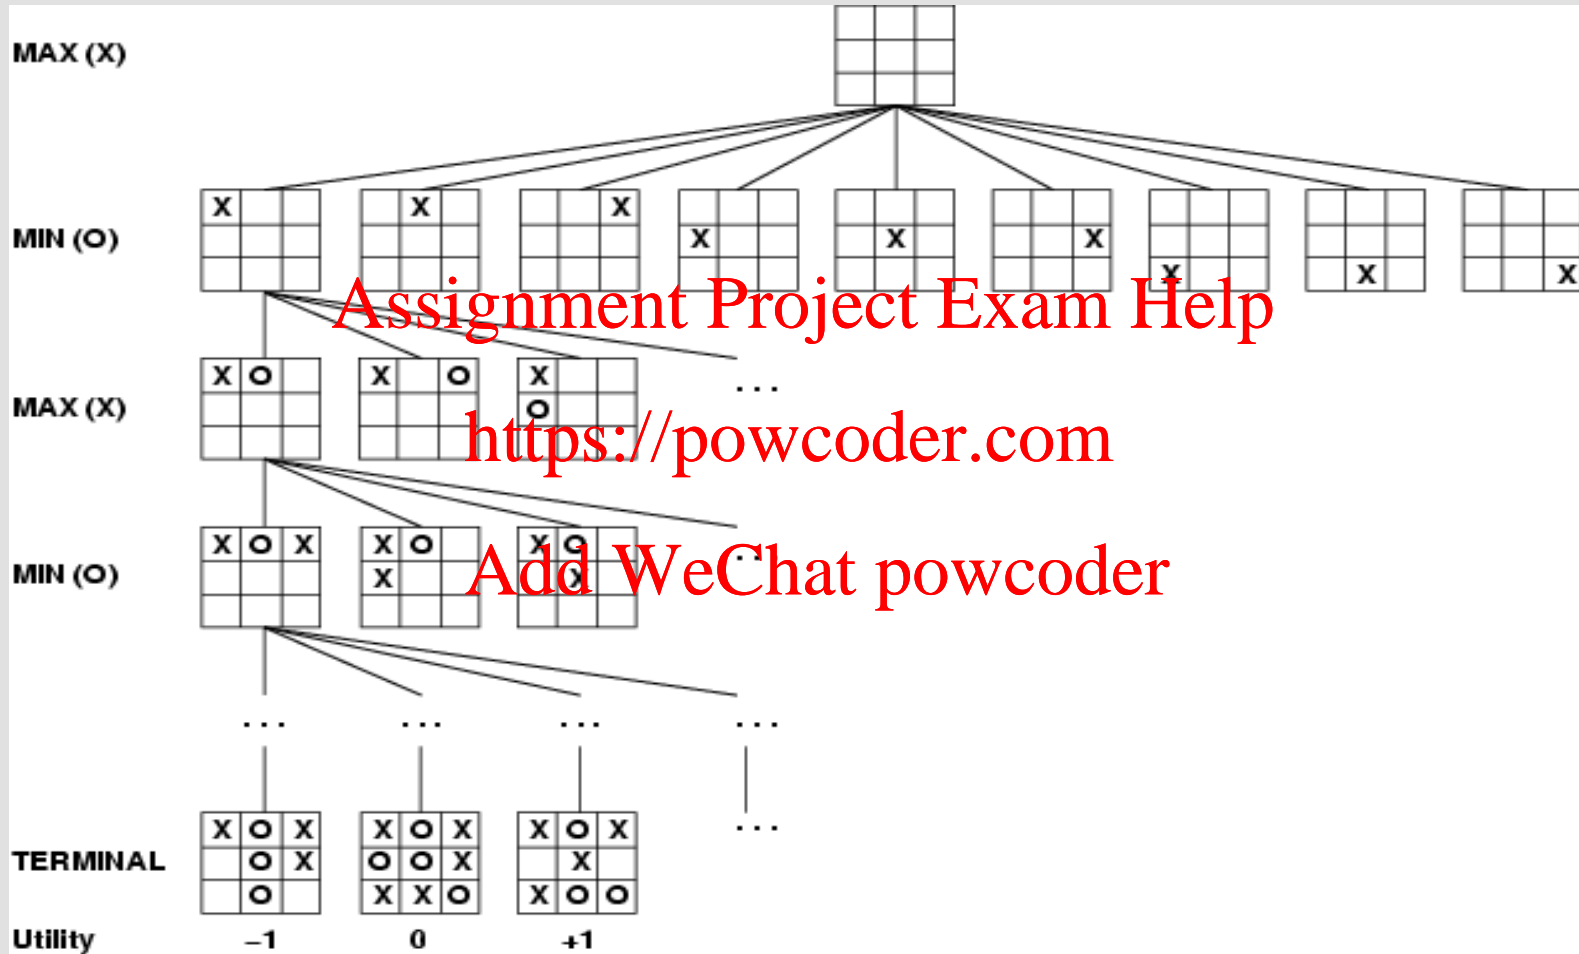 MAX (X)
X X X X X X X X X
MIN (O)
Assignment Project Exam Help
X O X O X ...
MAX (X)
O
https://powcoder.com
X O X X O X O ...
MIN (O)
X X
Add WeChat powcoder
... ... ... ...
X O X X O X X O X ...
TERMINAL
O X O O X X
O X X O X O O
Utility
−1 0 +1